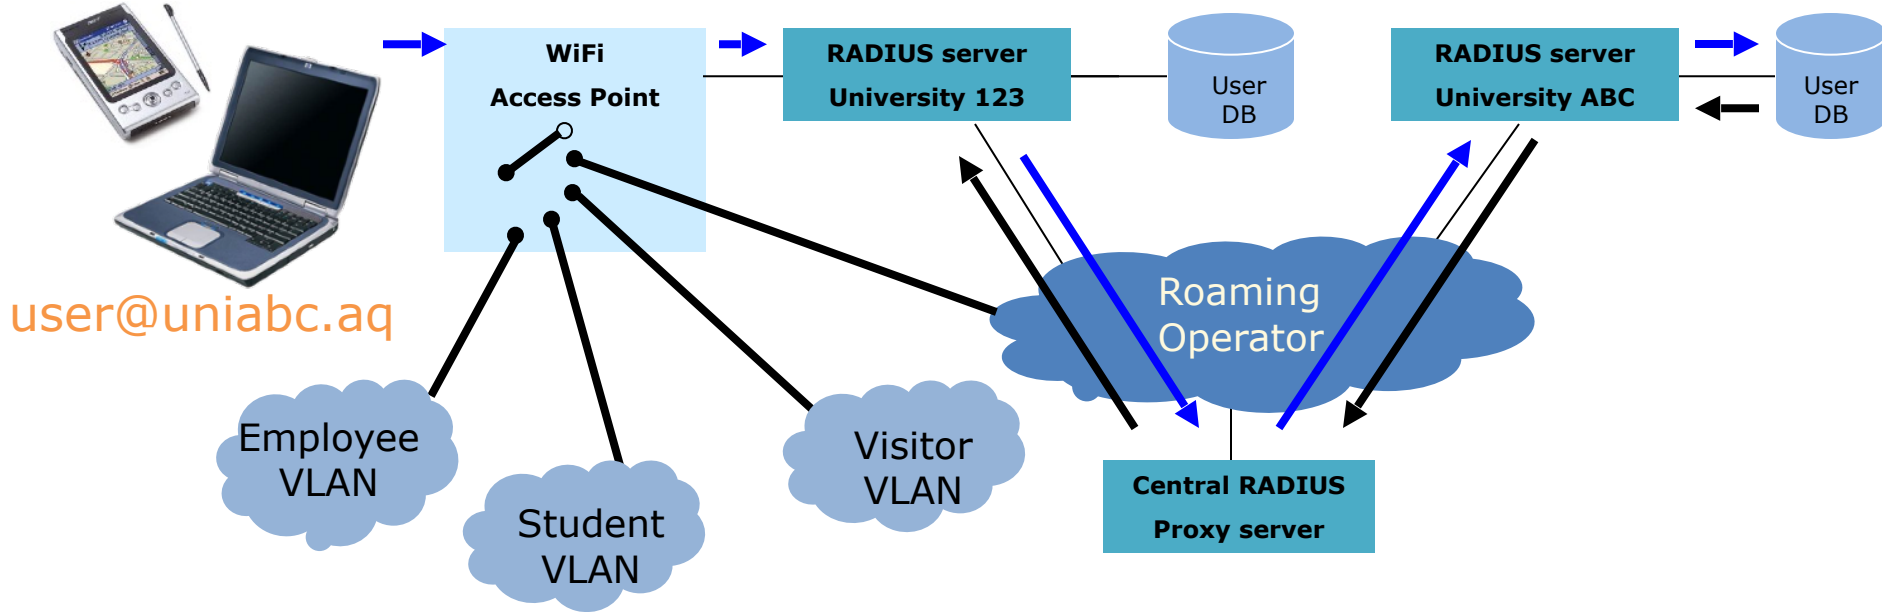 WiFi
Access Point
RADIUS server
University 123
User
DB
RADIUS server
University ABC
User
DB
user@uniabc.aq
Roaming
Operator
Employee
VLAN
Student
VLAN
Visitor
VLAN
Central RADIUS
Proxy server